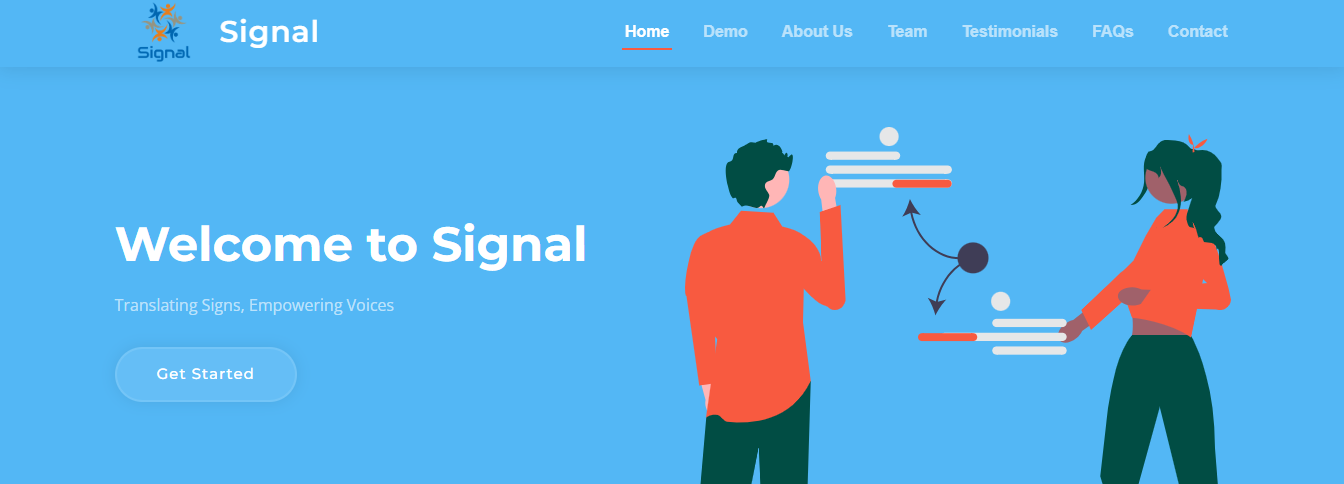 Signal
Signal
Home Demo About Us Team Testimonials FAQs Contact
Welcome to Signal
Translating Signs, Empowering Voices
Get Started